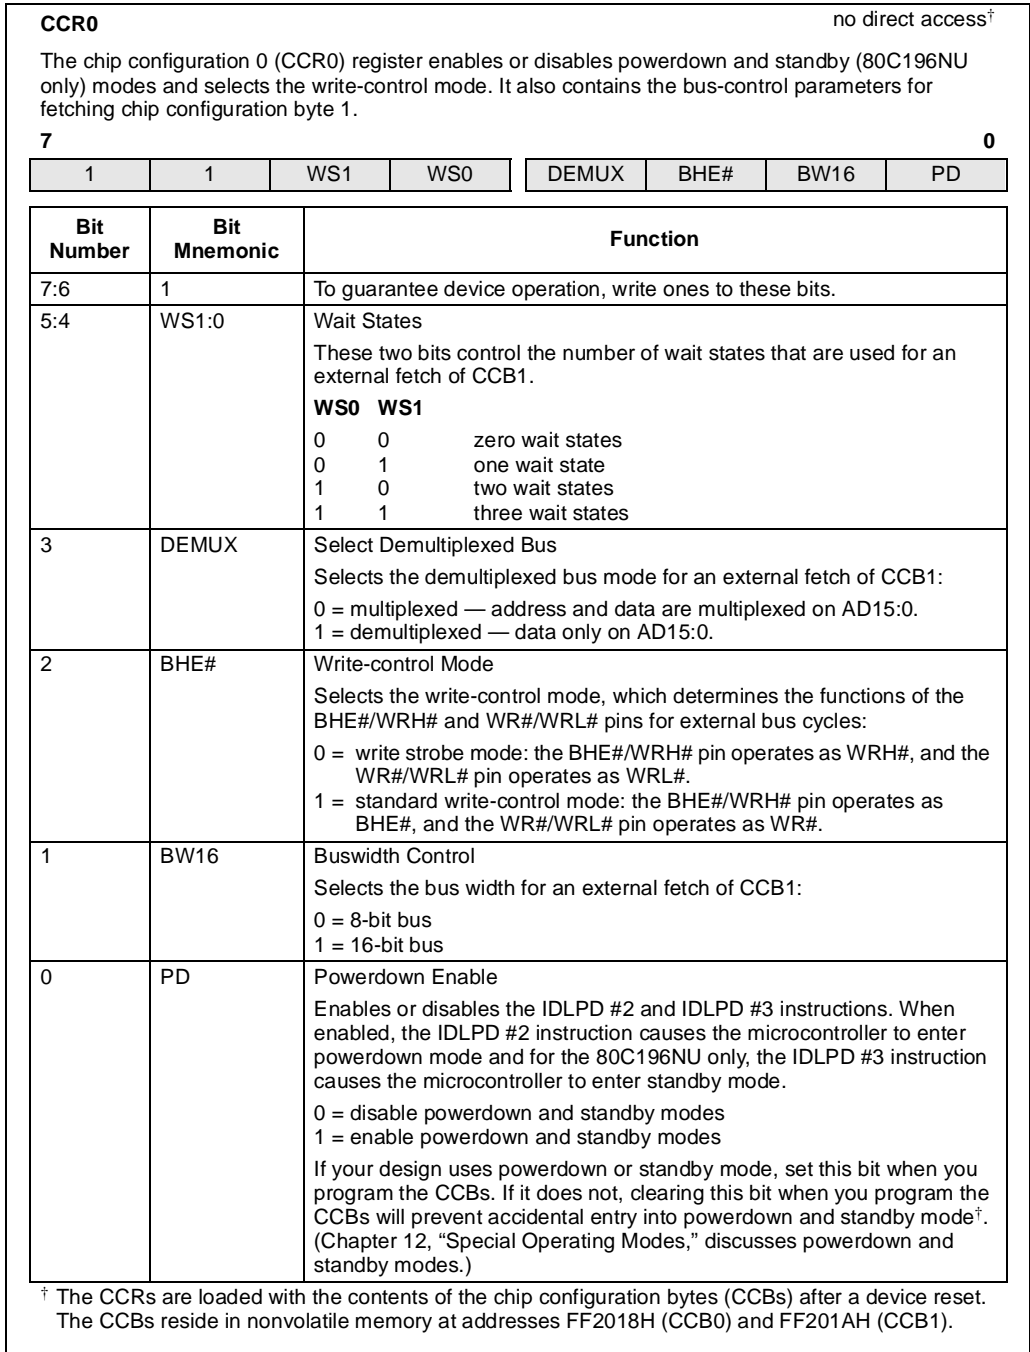 CCR0 no direct access†
The chip configuration 0 (CCR0) register enables or disables powerdown and standby (80C196NU
only) modes and selects the write-control mode. It also contains the bus-control parameters for
fetching chip configuration byte 1.
7 0
1 1 WS1 WS0 DEMUX BHE# BW16 PD
Bit Number Bit Mnemonic Function
7:6 1 To guarantee device operation, write ones to these bits.
5:4 WS1:0 Wait States
These two bits control the number of wait states that are used for an
external fetch of CCB1.
WS0 WS1
0 0 zero wait states
0 1 one wait state
1 0 two wait states
1 1 three wait states
3 DEMUX Select Demultiplexed Bus
Selects the demultiplexed bus mode for an external fetch of CCB1:
0 = multiplexed — address and data are multiplexed on AD15:0.
1 = demultiplexed — data only on AD15:0.
2 BHE# Write-control Mode
Selects the write-control mode, which determines the functions of the
BHE#/WRH# and WR#/WRL# pins for external bus cycles:
0 = write strobe mode: the BHE#/WRH# pin operates as WRH#, and the
WR#/WRL# pin operates as WRL#.
1 = standard write-control mode: the BHE#/WRH# pin operates as
BHE#, and the WR#/WRL# pin operates as WR#.
1 BW16 Buswidth Control
Selects the bus width for an external fetch of CCB1:
0 = 8-bit bus
1 = 16-bit bus
0 PD Powerdown Enable
Enables or disables the IDLPD #2 and IDLPD #3 instructions. When
enabled, the IDLPD #2 instruction causes the microcontroller to enter
powerdown mode and for the 80C196NU only, the IDLPD #3 instruction
causes the microcontroller to enter standby mode.
0 = disable powerdown and standby modes
1 = enable powerdown and standby modes
If your design uses powerdown or standby mode, set this bit when you
program the CCBs. If it does not, clearing this bit when you program the
CCBs will prevent accidental entry into powerdown and standby mode†.
(Chapter 12, “Special Operating Modes,” discusses powerdown and
standby modes.)
† The CCRs are loaded with the contents of the chip configuration bytes (CCBs) after a device reset.
The CCBs reside in nonvolatile memory at addresses FF2018H (CCB0) and FF201AH (CCB1).